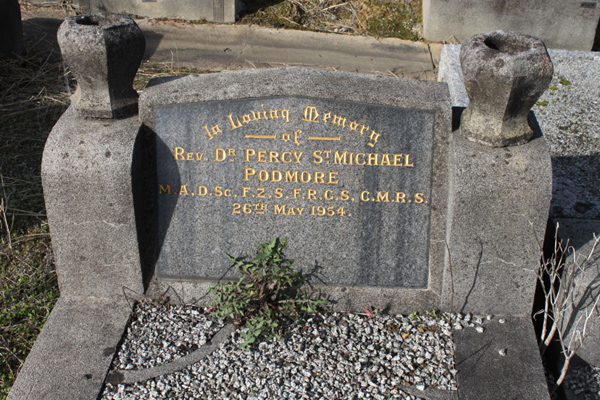 In Loving Memory
of
Rev. Dr Percy St Michael
Podmore
M.A. D.Sc. F.Z.S. F.R.G.S. C.M.R.S.
26TH May 1954.